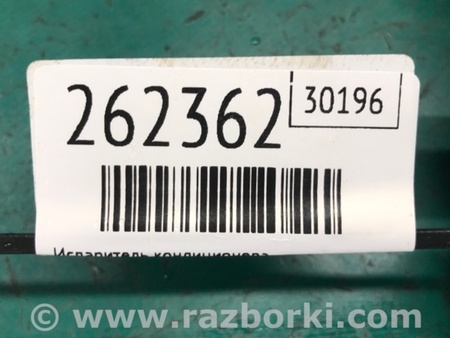 262362
30196
Испаритель кондиционера
© www.razborki.com